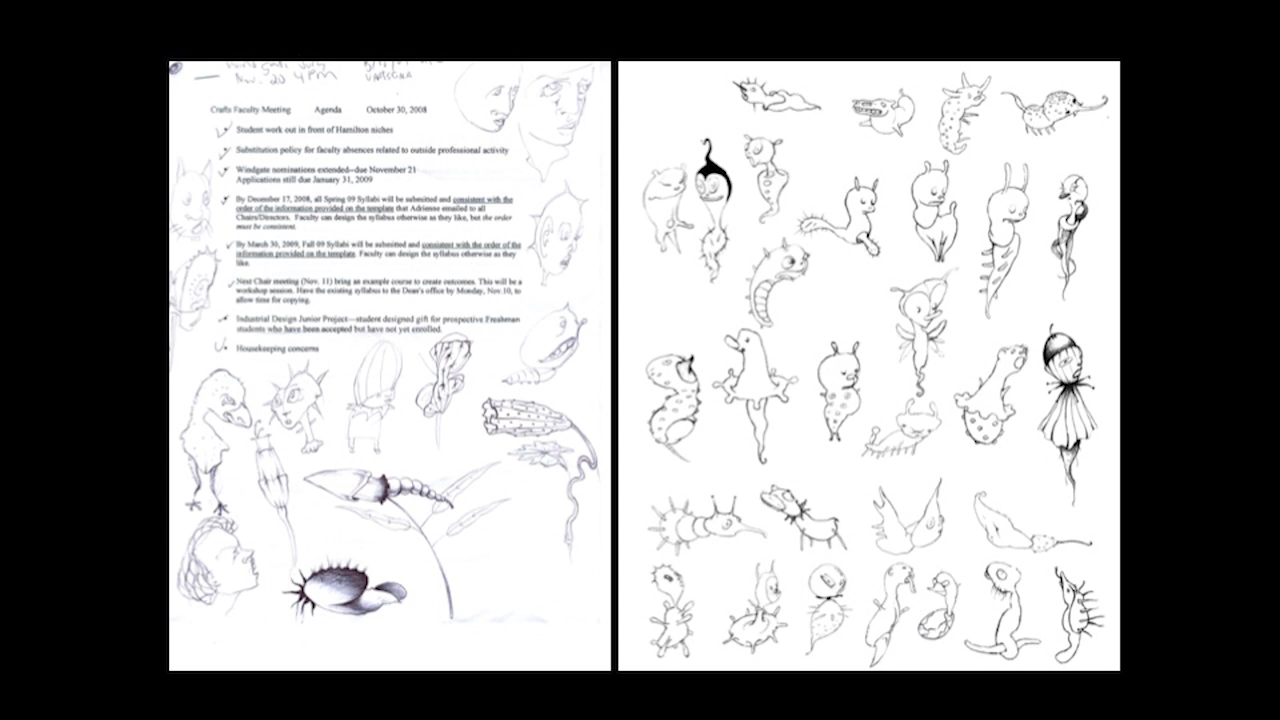 Nov. 20 4pm
Crafts Faculty Meeting Agenda October 30, 2008
Student work out in front of Hamilton niches
Substitution policy for faculty absences related to outside professional activity
Windgate nominations extended--due November 21
Applications still due January 31, 2009
By December 17, 2008, all Spring 09 Syllabi will be submitted and consistent with the
order of the information provided on the template that Adrienne emailed to all
Chairs/Directors. Faculty can design the syllabus otherwise as they like, but the order
must be consistent.
By March 30, 2009, Fall 09 Syllabi will be submitted and consistent with the order of the
information provided on the template. Faculty can design the syllabus otherwise as they
like.
Next Chair meeting (Nov. 11) bring an example course to create outcomes. This will be a
workshop session. Have the existing syllabus to the Dean's office by Monday, Nov.10, to
allow time for copying.
Industrial Design Junior Project—student designed gift for prospective Freshman
students who have been accepted but have not yet enrolled.
Housekeeping concerns